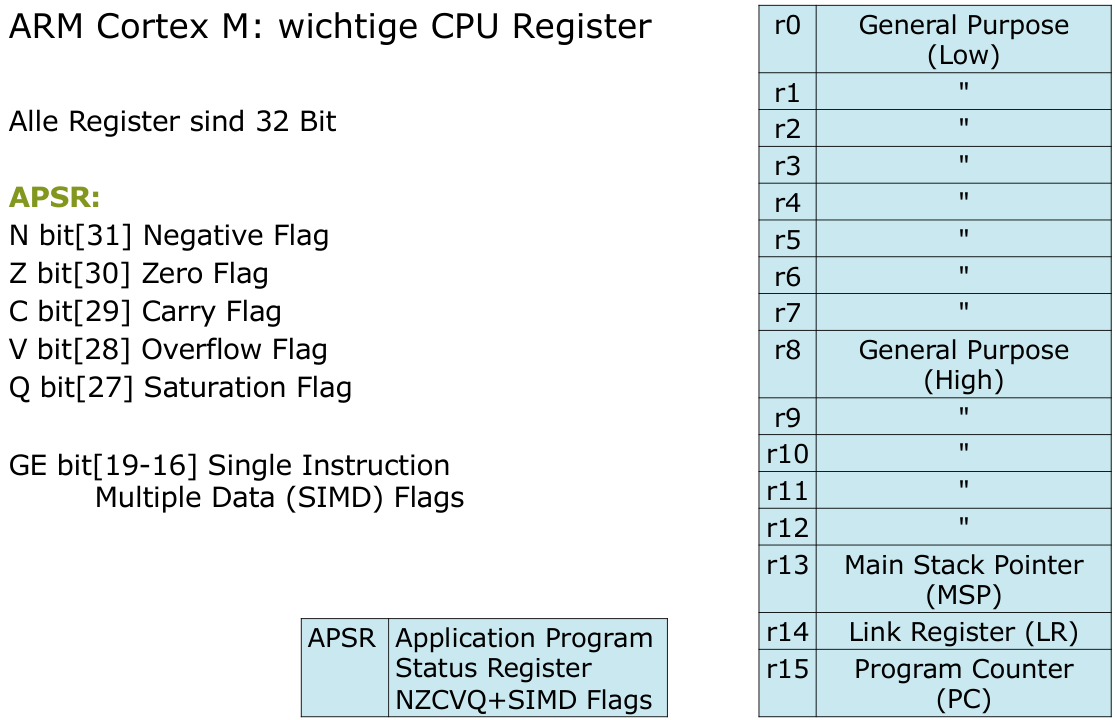 ARM Cortex M: wichtige CPU Register
Alle Register sind 32 Bit
APSR:
N bit[31] Negative Flag
Z bit[30] Zero Flag
C bit[29] Carry Flag
V bit[28] Overflow Flag
Q bit[27] Saturation Flag
GE bit[19-16] Single Instruction
Multiple Data (SIMD) Flags
APSR Application Program
Status Register
NZCVQ+SIMD Flags
r0 General Purpose
(Low)
r1 "
r2 "
r3 "
r4 "
r5 "
r6 "
r7 "
r8 General Purpose
(High)
r9 "
r10 "
r11 "
r12 "
r13 Main Stack Pointer
(MSP)
r14 Link Register (LR)
r15 Program Counter
(PC)